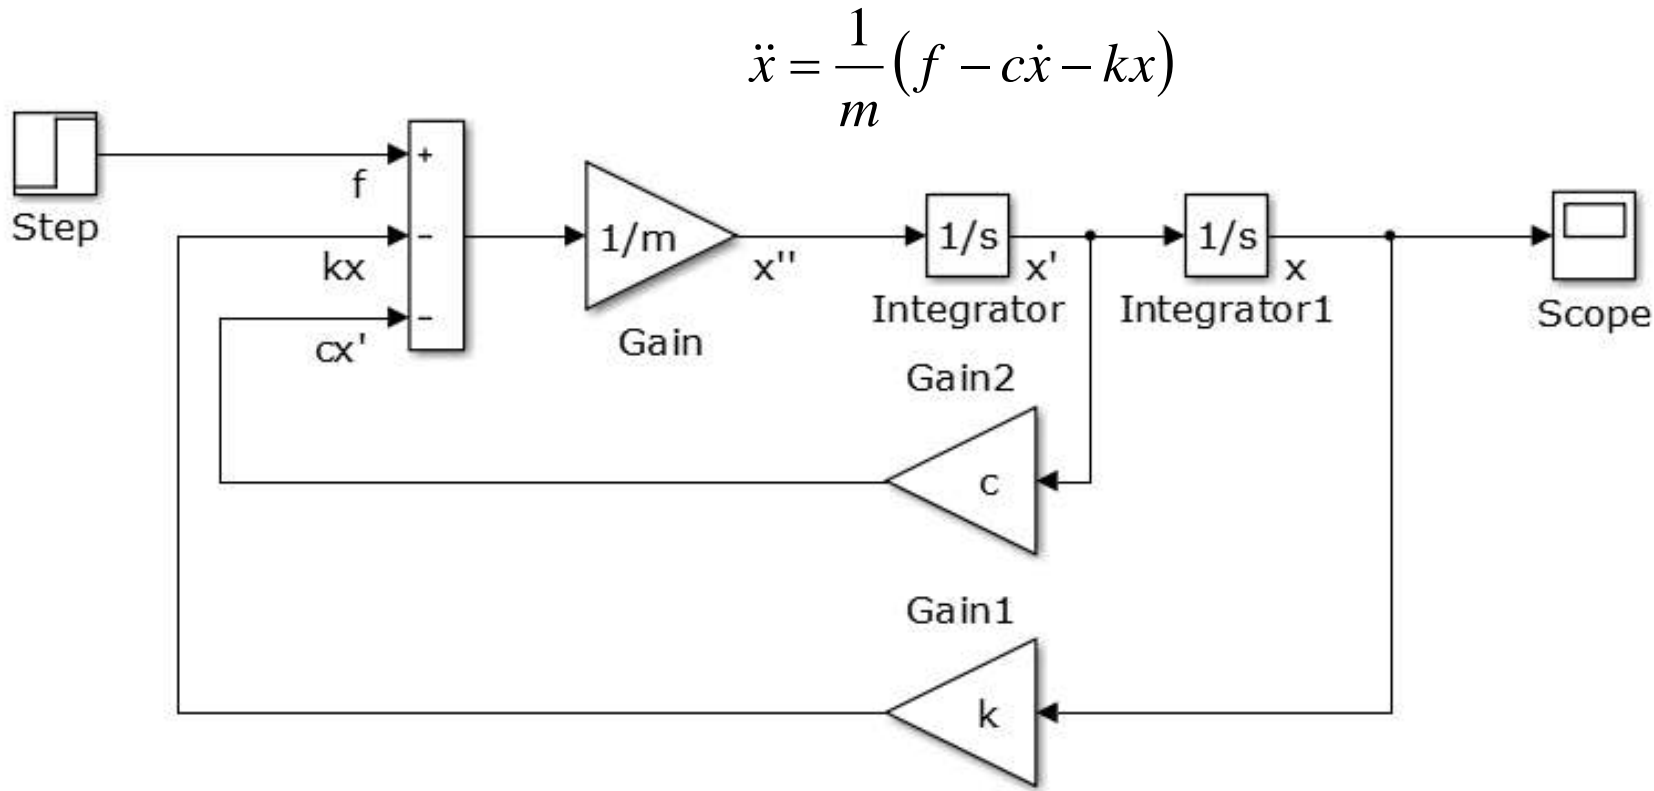 ẍ = 1/m (f − cẋ − kx)
Step
f
+
kx
-
cx'
-
1/m
Gain
x''
1/s
Integrator
x'
1/s
Integrator1
x
Scope
Gain2
c
Gain1
k